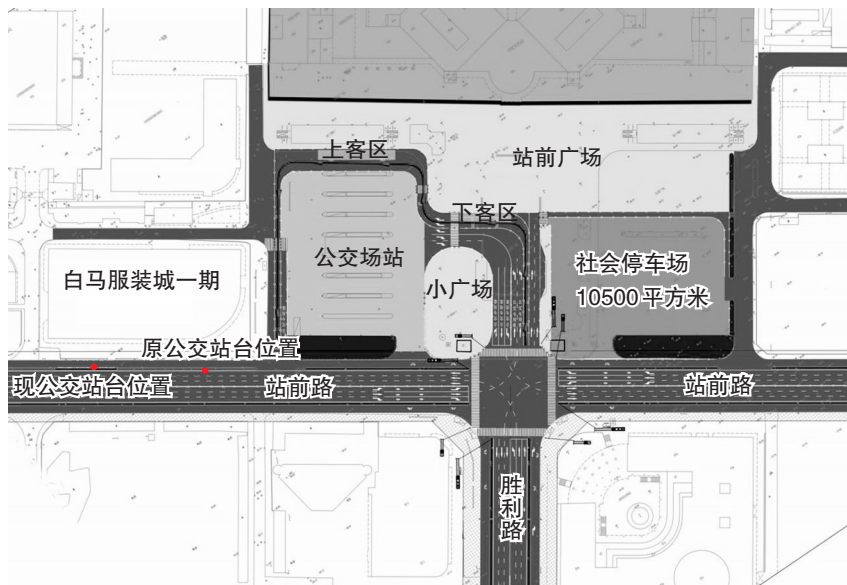 上客区
站前广场
下客区
公交场站
小广场
社会停车场
10500平方米
白马服装城一期
原公交站台位置
现公交站台位置
站前路
站前路
胜利路